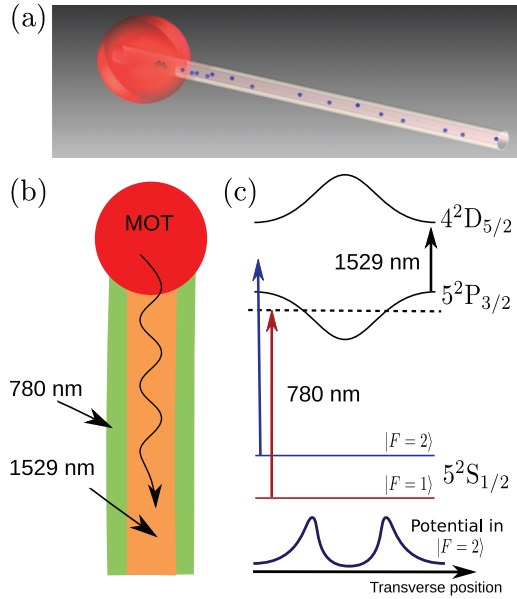 (a)
(b)
MOT
780 nm
1529 nm
(c)
4²D₅/₂
1529 nm
5²P₃/₂
780 nm
|F = 2⟩
5²S₁/₂
|F = 1⟩
Potential in
|F = 2⟩
Transverse position